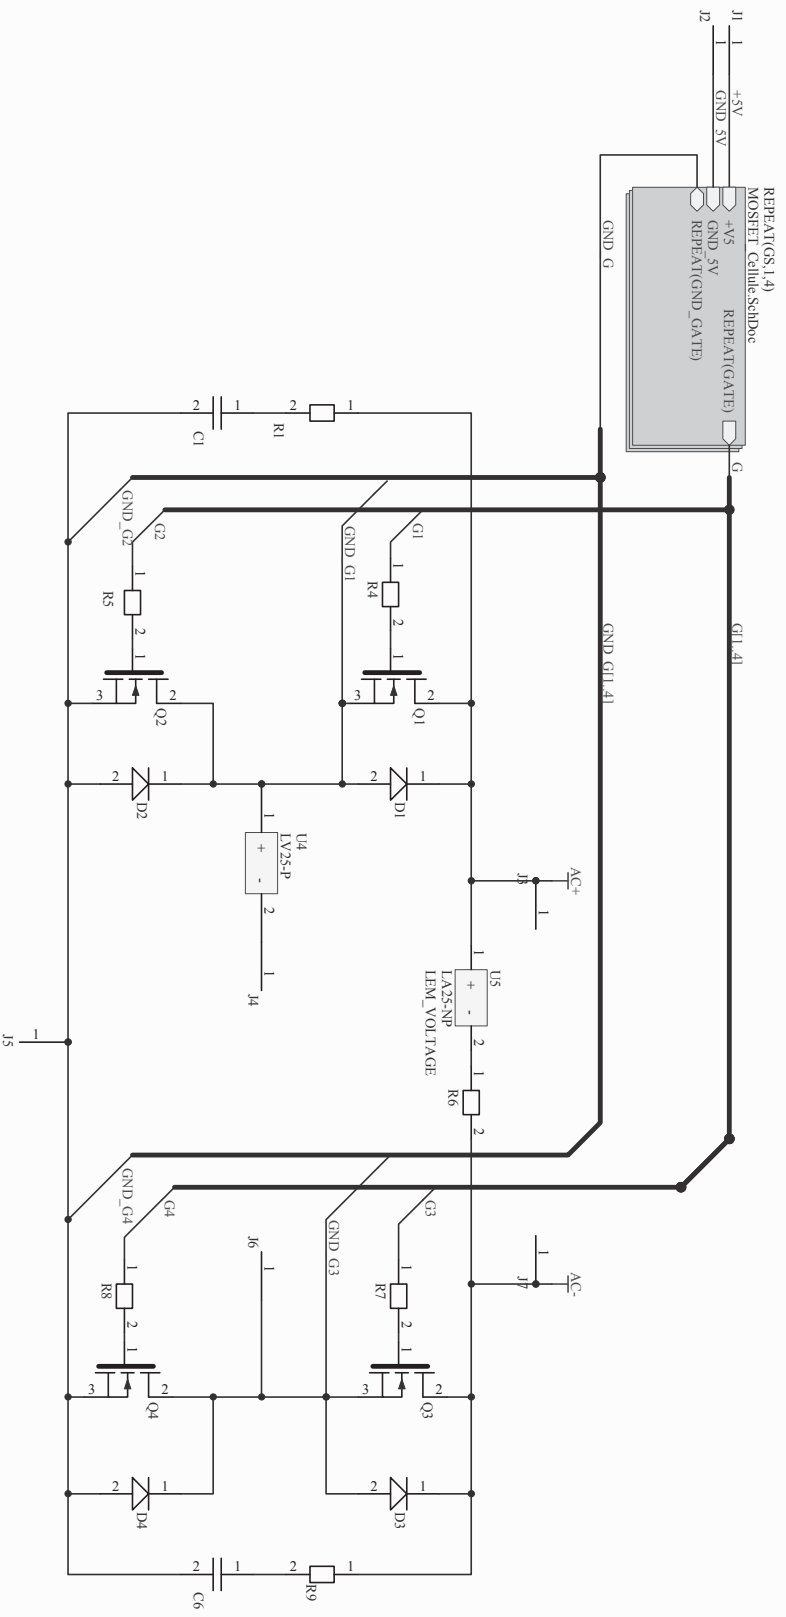 REPEAT(GS,1,4)
MOSFET_Cellule.SchDoc
J1
1
+5V
+V5
REPEAT(GATE)
G
J2
1
GND_5V
GND_5V
REPEAT(GND_GATE)
GND_G
G[1..4]
GND_G[1..4]
2
C1
1
2
R1
1
GND_G2
G2
GND_G1
G1
1
R5
2
1
1
R4
2
1
3
Q2
2
3
Q1
2
2
D2
1
2
D1
1
1
U4
LV25-P
+
-
2
1
J4
AC+
J3
1
1
U5
LA25-NP
LEM_VOLTAGE
+
-
2
1
R6
2
J5
1
GND_G4
G4
GND_G3
G3
J6
1
AC-
J7
1
1
R8
2
1
1
R7
2
1
3
Q4
2
3
Q3
2
2
D4
1
2
D3
1
2
C6
1
2
R9
1